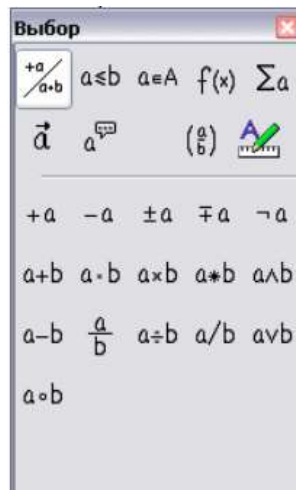 Выбор
+a/a∘b a≤b a∈A f(x) Σa
a⃗ a (a/b) A
+a −a ±a ∓a ¬a
a+b a·b a×b a∗b a∧b
a−b a/b a÷b a/b a∨b
a∘b